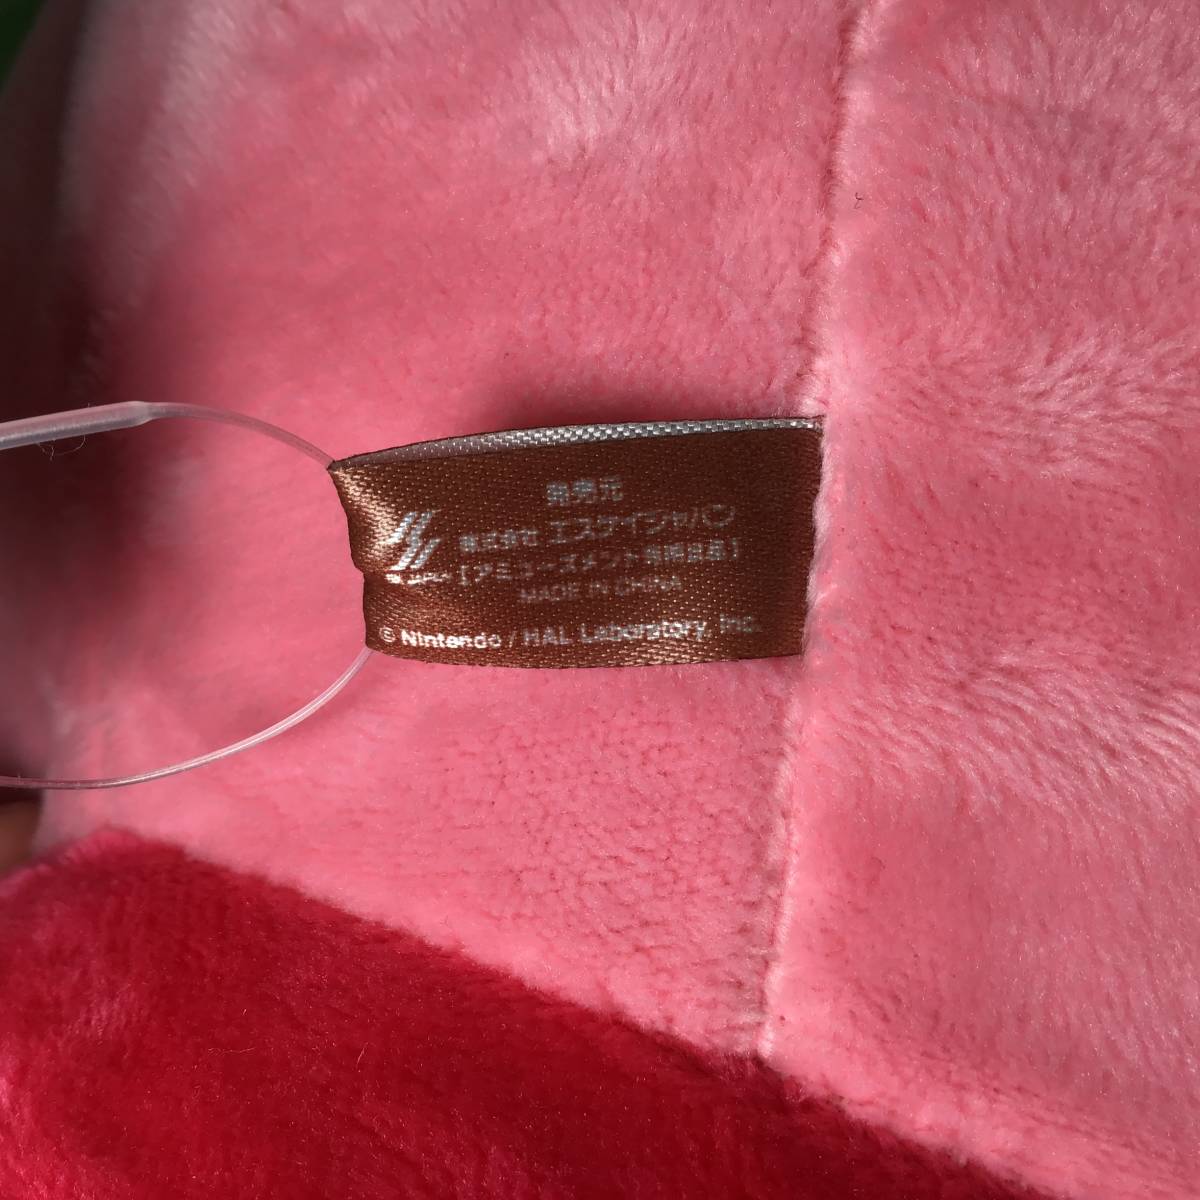 発売元
株式会社 エスケイジャパン
[アミューズメント専用景品]
MADE IN CHINA
© Nintendo / HAL Laboratory, Inc.